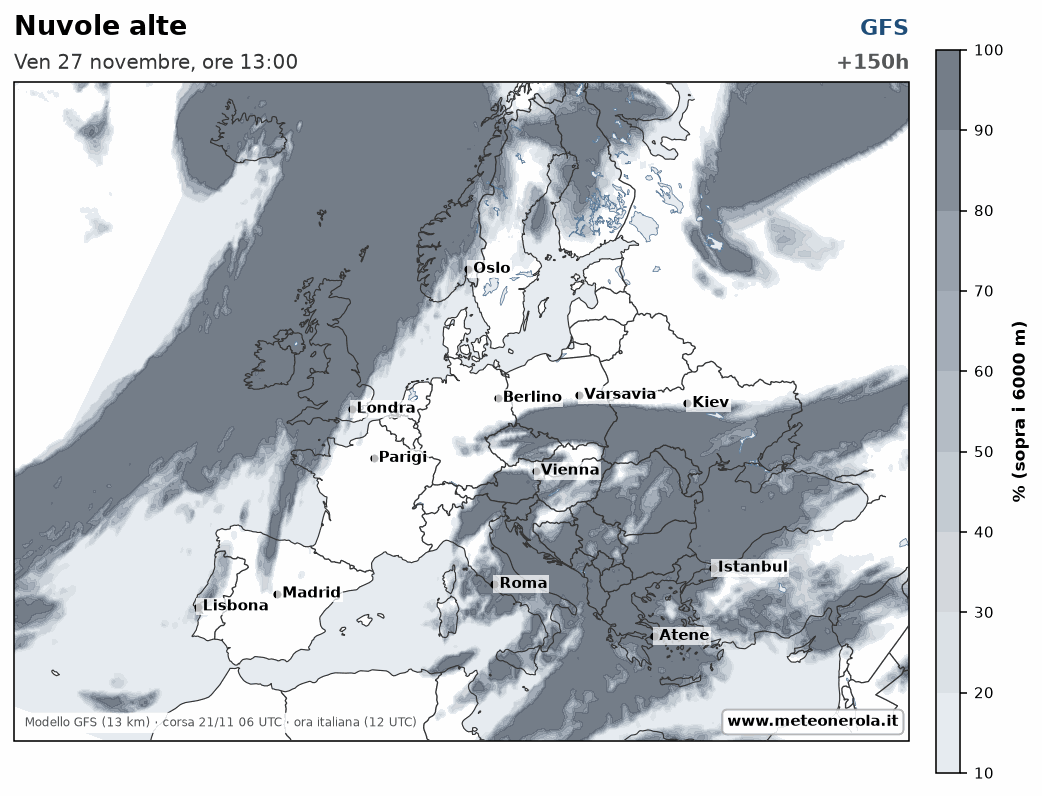 Nuvole alte
GFS
Ven 27 novembre, ore 13:00
+150h
Oslo
Londra
Berlino
Varsavia
Kiev
Parigi
Vienna
Istanbul
Roma
Madrid
Lisbona
Atene
Modello GFS (13 km) · corsa 21/11 06 UTC · ora italiana (12 UTC)
www.meteonerola.it
100
90
80
70
60
50
40
30
20
10
% (sopra i 6000 m)